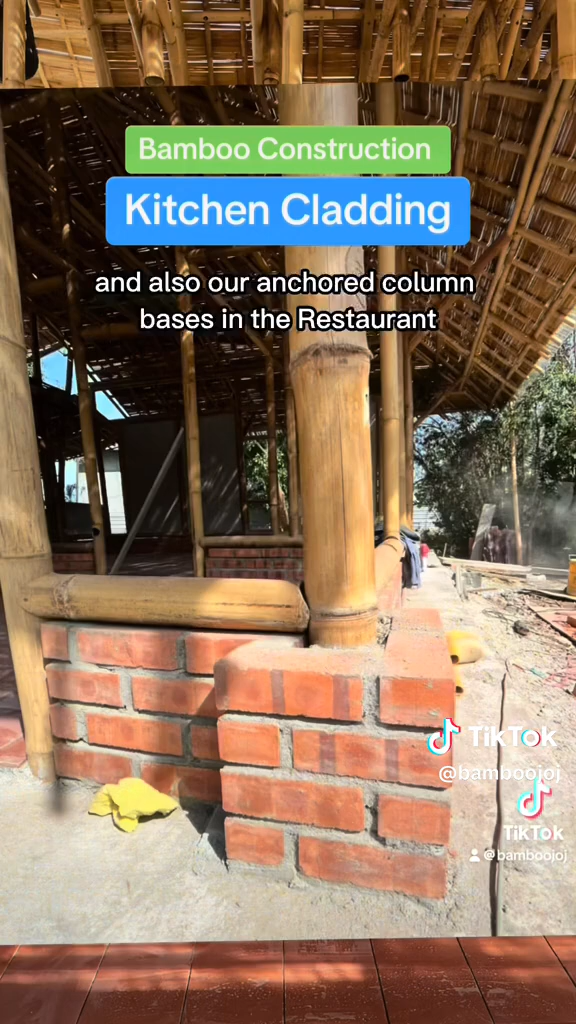 Bamboo Construction
Kitchen Cladding
and also our anchored column
bases in the Restaurant
TikTok
@bamboojoj
TikTok
@bamboojoj